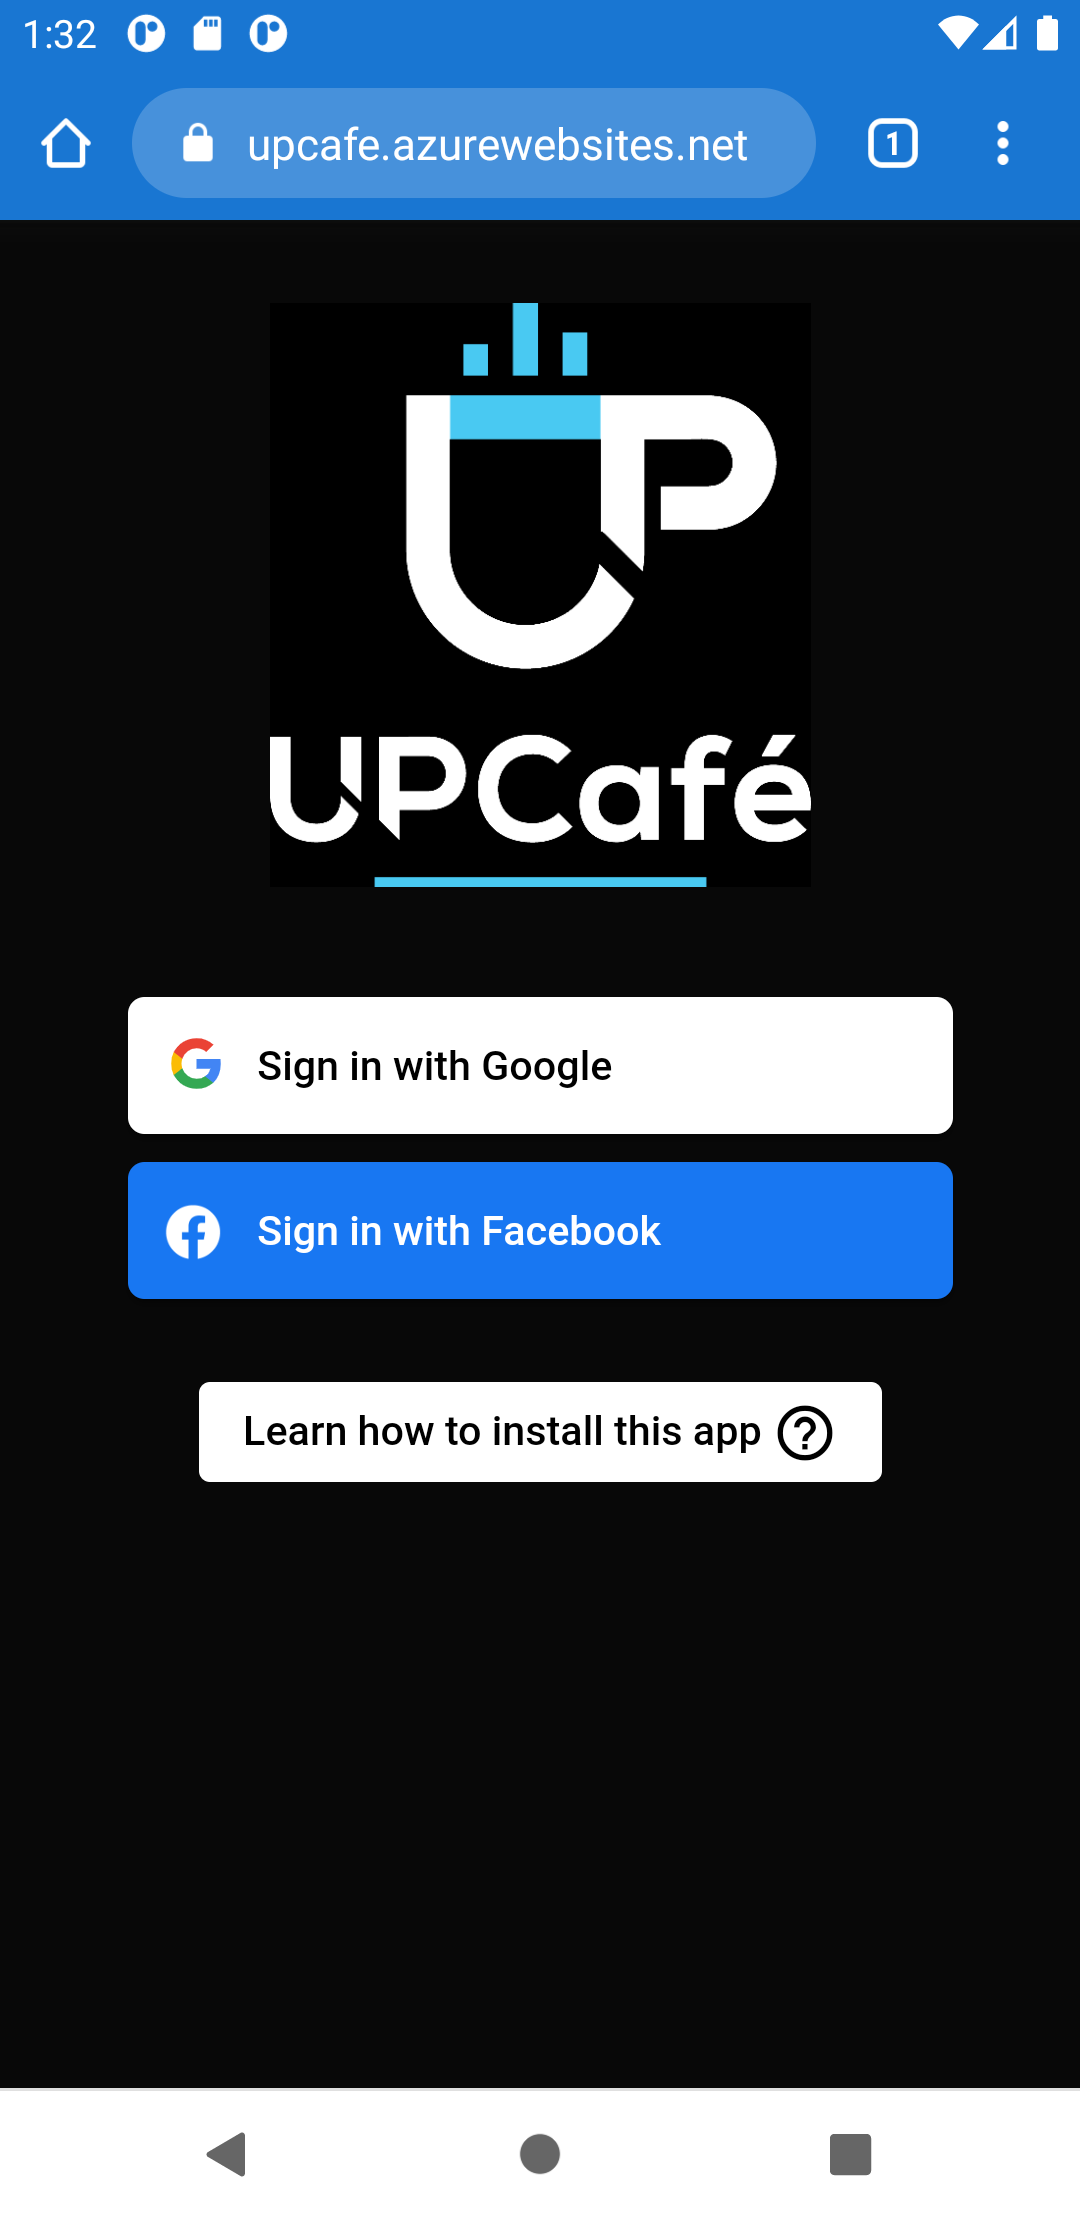 1:32
upcafe.azurewebsites.net
1
UP
UPCafé
Sign in with Google
Sign in with Facebook
Learn how to install this app